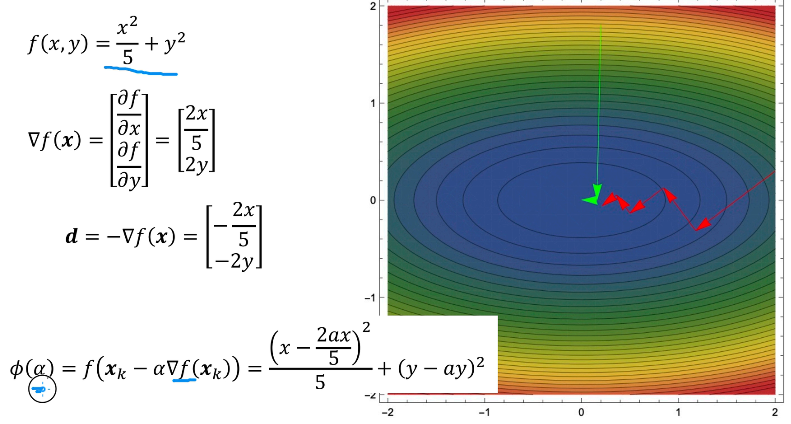 f(x, y) = x²/5 + y²
∇f(𝒙) = [∂f/∂x ∂f/∂y] = [2x/5 2y]
𝒅 = −∇f(𝒙) = [−2x/5 −2y]
ϕ(α) = f(𝒙ₖ − α∇f(𝒙ₖ)) = (x − 2ax/5)²/5 + (y − ay)²
2
1
0
−1
−2
−2 −1 0 1 2